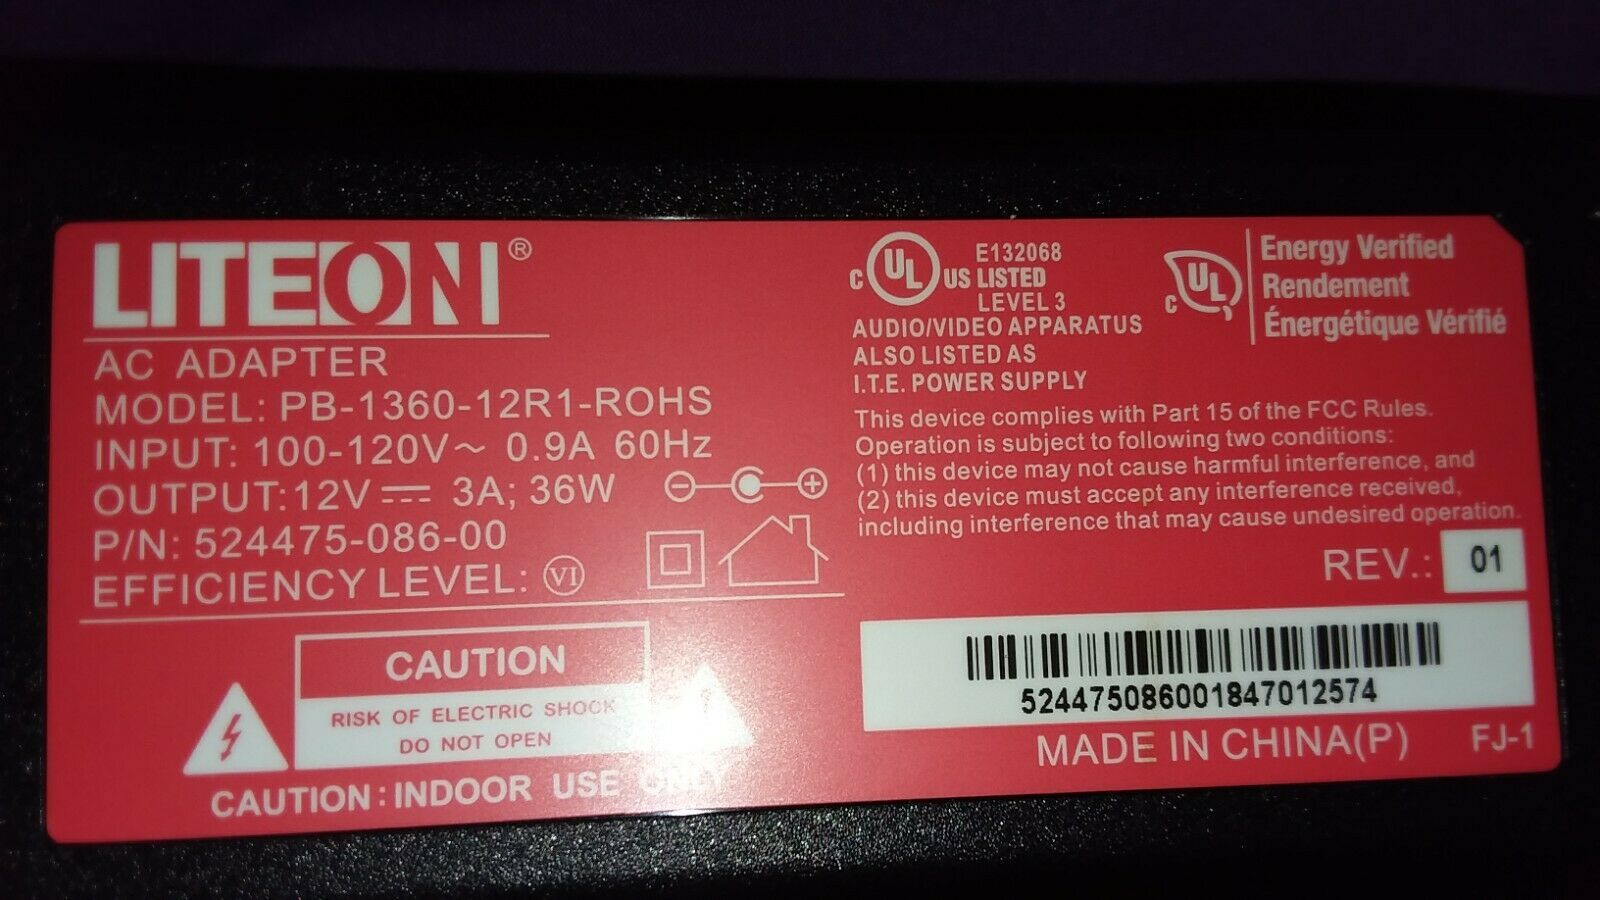 LITEON®
AC ADAPTER
MODEL: PB-1360-12R1-ROHS
INPUT: 100-120V~ 0.9A 60Hz
OUTPUT:12V⎓ 3A; 36W
P/N: 524475-086-00
EFFICIENCY LEVEL: VI
CAUTION
RISK OF ELECTRIC SHOCK
DO NOT OPEN
CAUTION : INDOOR USE ONLY
c UL US E132068
LISTED
LEVEL 3
AUDIO/VIDEO APPARATUS
ALSO LISTED AS
I.T.E. POWER SUPPLY
c UL
Energy Verified
Rendement
Énergétique Vérifié
This device complies with Part 15 of the FCC Rules.
Operation is subject to following two conditions:
(1) this device may not cause harmful interference, and
(2) this device must accept any interference received,
including interference that may cause undesired operation.
REV.: 01
524475086001847012574
MADE IN CHINA(P) FJ-1